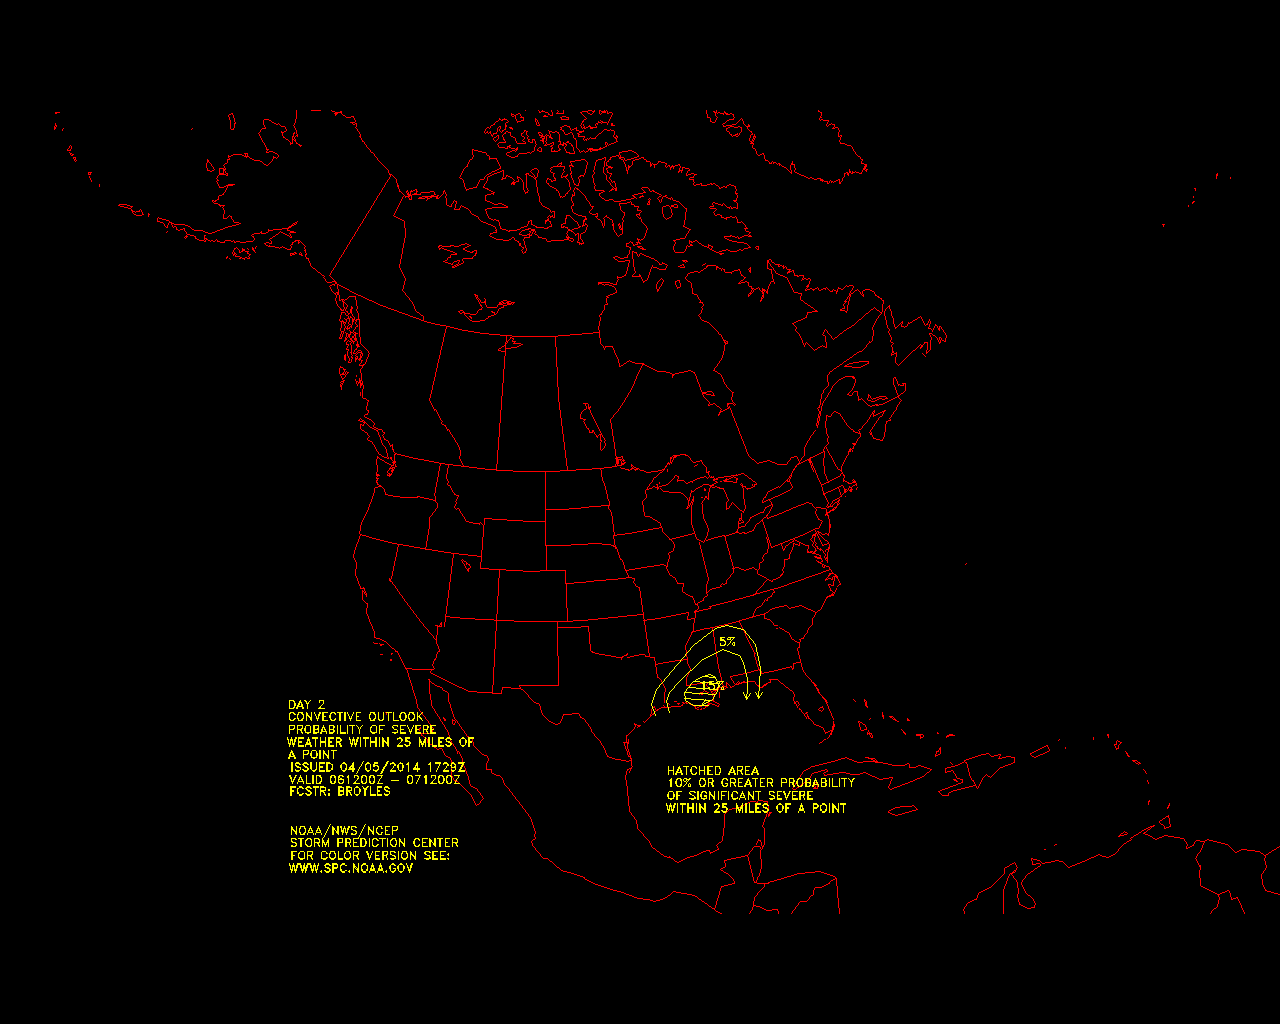 5%
15%
DAY 2
CONVECTIVE OUTLOOK
PROBABILITY OF SEVERE
WEATHER WITHIN 25 MILES OF
A POINT
ISSUED 04/05/2014 1729Z
VALID 061200Z - 071200Z
FCSTR: BROYLES
HATCHED AREA
10% OR GREATER PROBABILITY
OF SIGNIFICANT SEVERE
WITHIN 25 MILES OF A POINT
NOAA/NWS/NCEP
STORM PREDICTION CENTER
FOR COLOR VERSION SEE:
WWW.SPC.NOAA.GOV